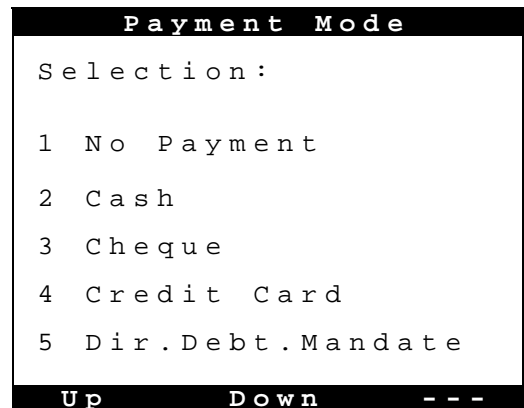 Payment Mode
Selection:
1 No Payment
2 Cash
3 Cheque
4 Credit Card
5 Dir.Debt.Mandate
Up Down ---